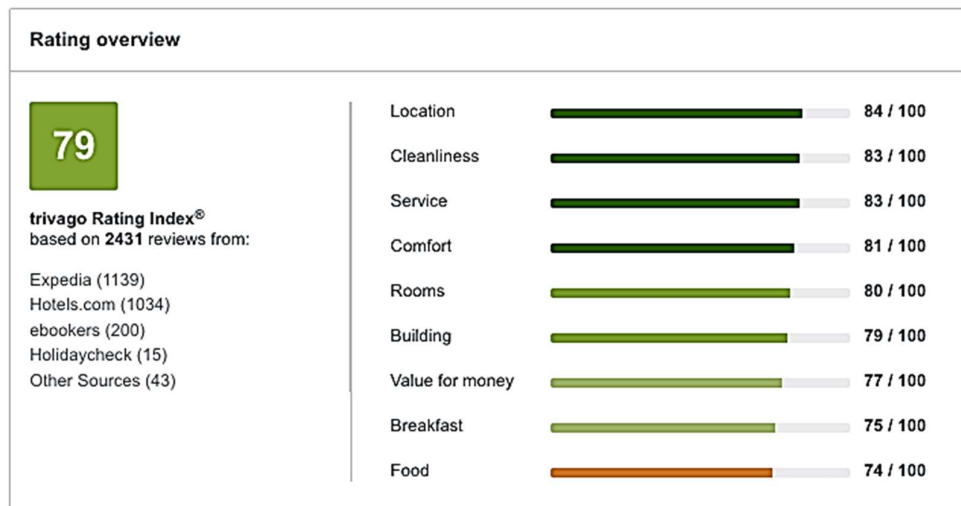 Rating overview
79
trivago Rating Index®
based on 2431 reviews from:
Expedia (1139)
Hotels.com (1034)
ebookers (200)
Holidaycheck (15)
Other Sources (43)
Location 84 / 100
Cleanliness 83 / 100
Service 83 / 100
Comfort 81 / 100
Rooms 80 / 100
Building 79 / 100
Value for money 77 / 100
Breakfast 75 / 100
Food 74 / 100